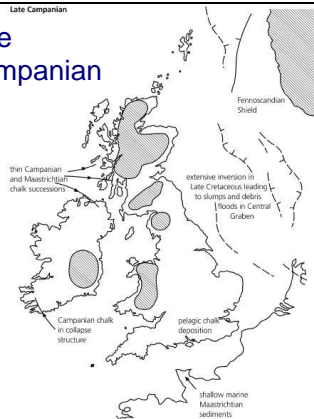 Late Campanian
e
mpanian
Fennoscandian
Shield
thin Campanian
and Maastrichtian
chalk successions
extensive inversion in
Late Cretaceous leading
to slumps and debris
floods in Central
Graben
Campanian chalk
in collapse
structure
pelagic chalk
deposition
shallow marine
Maastrichtian
sediments